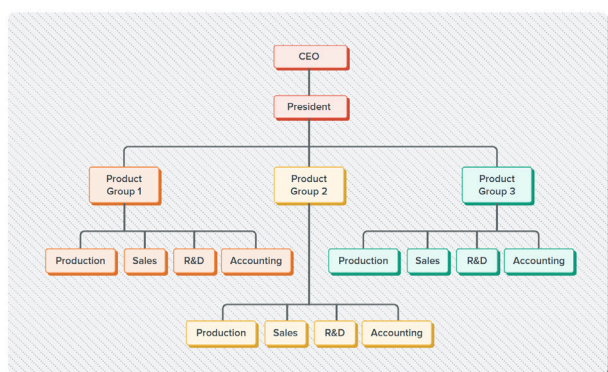 CEO
President
Product
Group 1
Product
Group 2
Product
Group 3
Production
Sales
R&D
Accounting
Production
Sales
R&D
Accounting
Production
Sales
R&D
Accounting